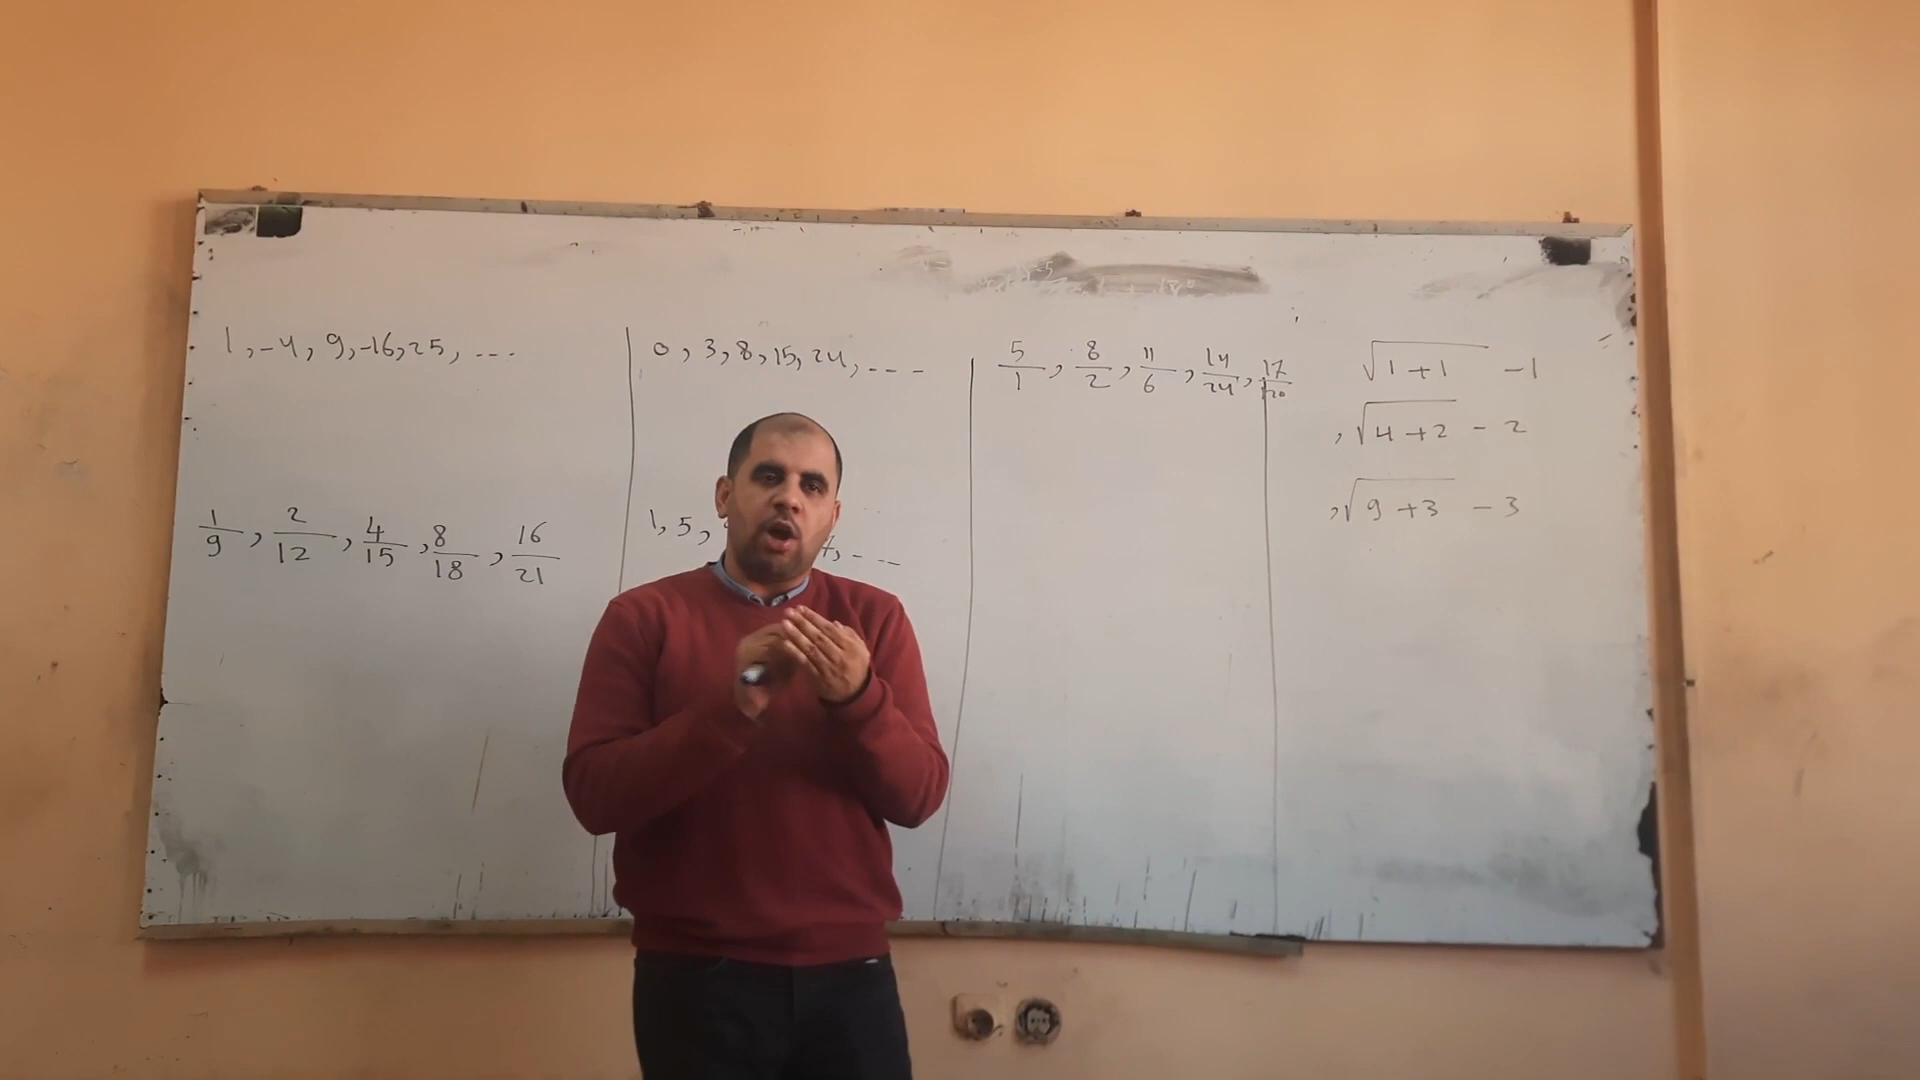 1, -4, 9, -16, 25, ...
1/9, 2/12, 4/15, 8/18, 16/21
0, 3, 8, 15, 24, ----
1, 5, 7, - --
5/1, 8/2, 11/6, 14/24, 17/120
√(1+1) - 1
, √(4+2) - 2
, √(9+3) - 3